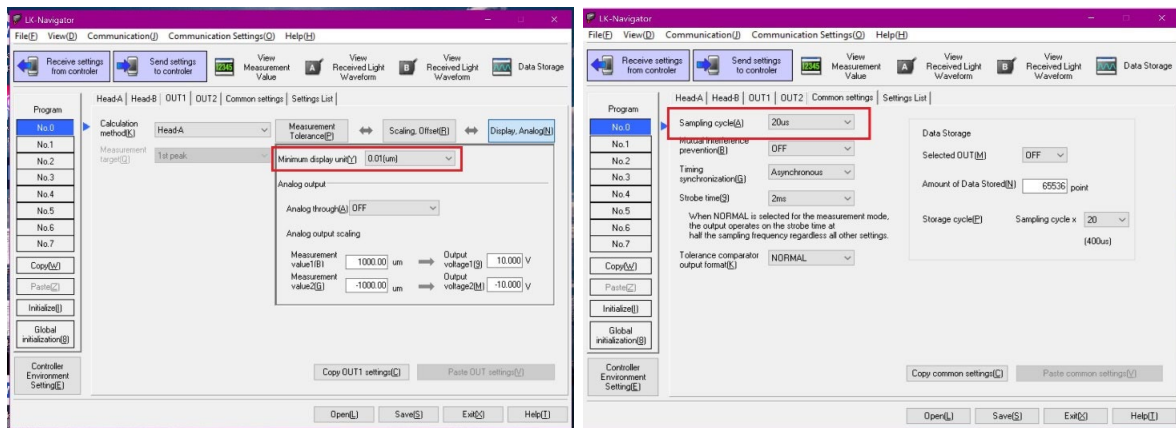 LK-Navigator
File(F) View(D) Communication(J) Communication Settings(O) Help(H)
Receive settings from controler
Send settings to controler
12345 View Measurement Value
A View Received Light Waveform
B View Received Light Waveform
Data Storage
Program
No.0
No.1
No.2
No.3
No.4
No.5
No.6
No.7
Copy(W)
Paste(Z)
Initialize(I)
Global initialization(B)
Controller Environment Setting(E)
Head-A Head-B OUT1 OUT2 Common settings Settings List
Calculation method(K) Head-A
Measurement target(Q) 1st peak
Measurement Tolerance(P)
Scaling, Offset(R)
Display, Analog(N)
Minimum display unit(Y) 0.01(um)
Analog output
Analog through(A) OFF
Analog output scaling
Measurement value1(B) 1000.00 um Output voltage1(9) 10.000 V
Measurement value2(G) -1000.00 um Output voltage2(M) -10.000 V
Copy OUT1 settings(C)
Paste OUT settings(V)
Open(L) Save(S) Exit(X) Help(T)
LK-Navigator
File(F) View(D) Communication(J) Communication Settings(O) Help(H)
Receive settings from controler
Send settings to controler
12345 View Measurement Value
A View Received Light Waveform
B View Received Light Waveform
Data Storage
Program
No.0
No.1
No.2
No.3
No.4
No.5
No.6
No.7
Copy(W)
Paste(Z)
Initialize(I)
Global initialization(B)
Controller Environment Setting(E)
Head-A Head-B OUT1 OUT2 Common settings Settings List
Sampling cycle(A) 20us
Mutual interference prevention(B) OFF
Timing synchronization(G) Asynchronous
Strobe time(9) 2ms
When NORMAL is selected for the measurement mode,
the output operates on the strobe time at
half the sampling frequency regardless all other settings.
Tolerance comparator output format(K) NORMAL
Data Storage
Selected OUT(M) OFF
Amount of Data Stored(N) 65536 point
Storage cycle(P) Sampling cycle x 20
(400us)
Copy common settings(C)
Paste common settings(V)
Open(L) Save(S) Exit(X) Help(T)